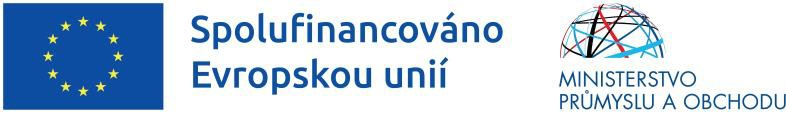 Spolufinancováno
Evropskou unií
MINISTERSTVO
PRŮMYSLU A OBCHODU